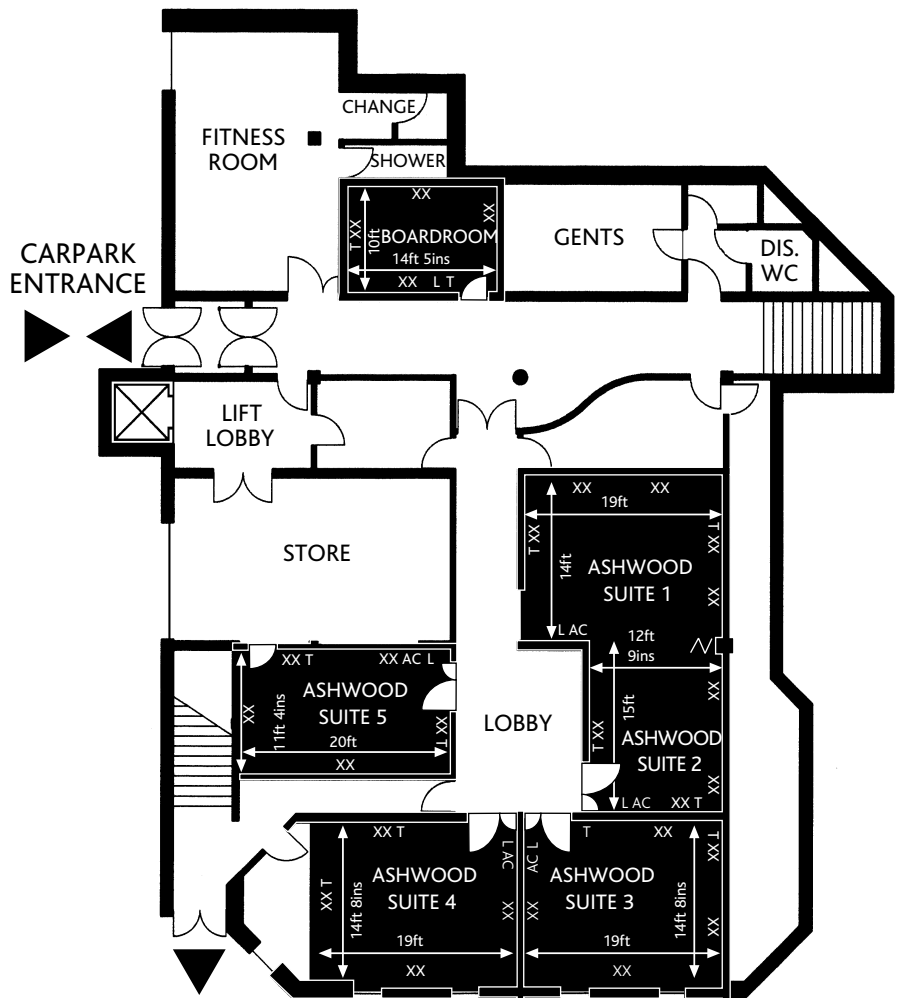 CHANGE
FITNESS
ROOM
SHOWER
XX
XX
T XX
10ft
BOARDROOM
14ft 5ins
XX L T
GENTS
DIS.
WC
CARPARK
ENTRANCE
LIFT
LOBBY
STORE
XX XX
19ft
T XX
T XX
14ft
ASHWOOD
SUITE 1
XX
L AC
12ft
9ins
XX T
XX AC L
XX
11ft 4ins
ASHWOOD
SUITE 5
XX T
20ft
XX
LOBBY
XX
15ft
T XX
ASHWOOD
SUITE 2
XX
L AC
XX T
XX T
L AC
XX T
14ft 8ins
ASHWOOD
SUITE 4
XX
19ft
XX
T
XX
T XX
AC L
ASHWOOD
SUITE 3
14ft 8ins
XX
XX
19ft
XX